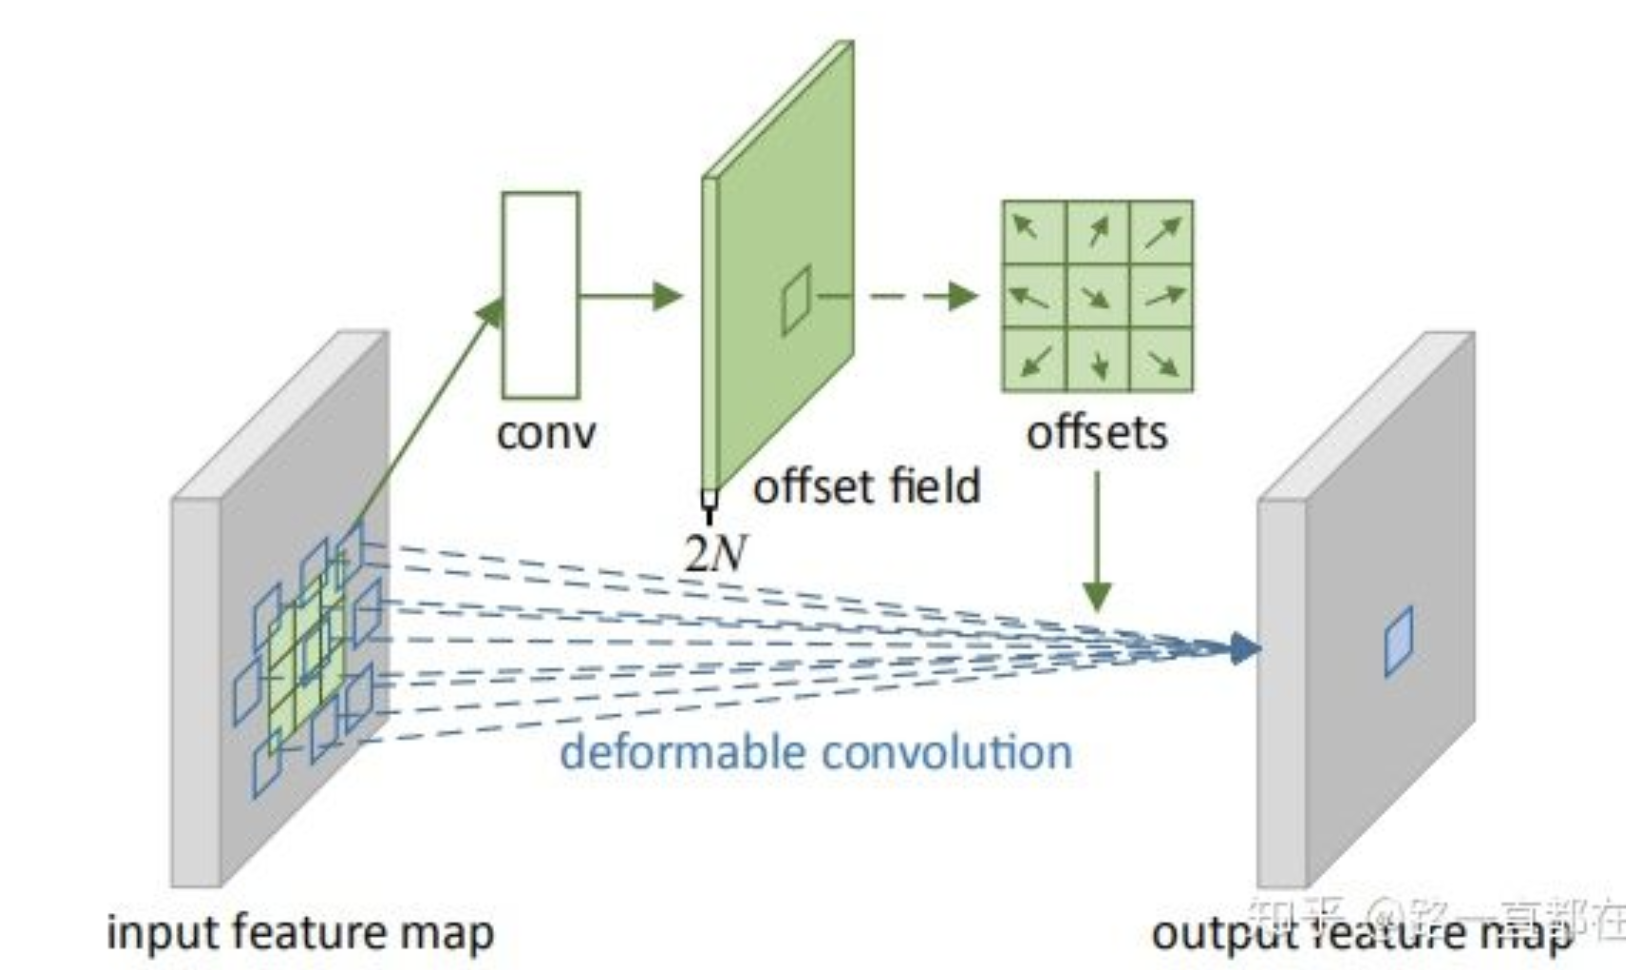 conv
offsets
offset field
2N
deformable convolution
input feature map
output feature map
知乎 @路一直都在